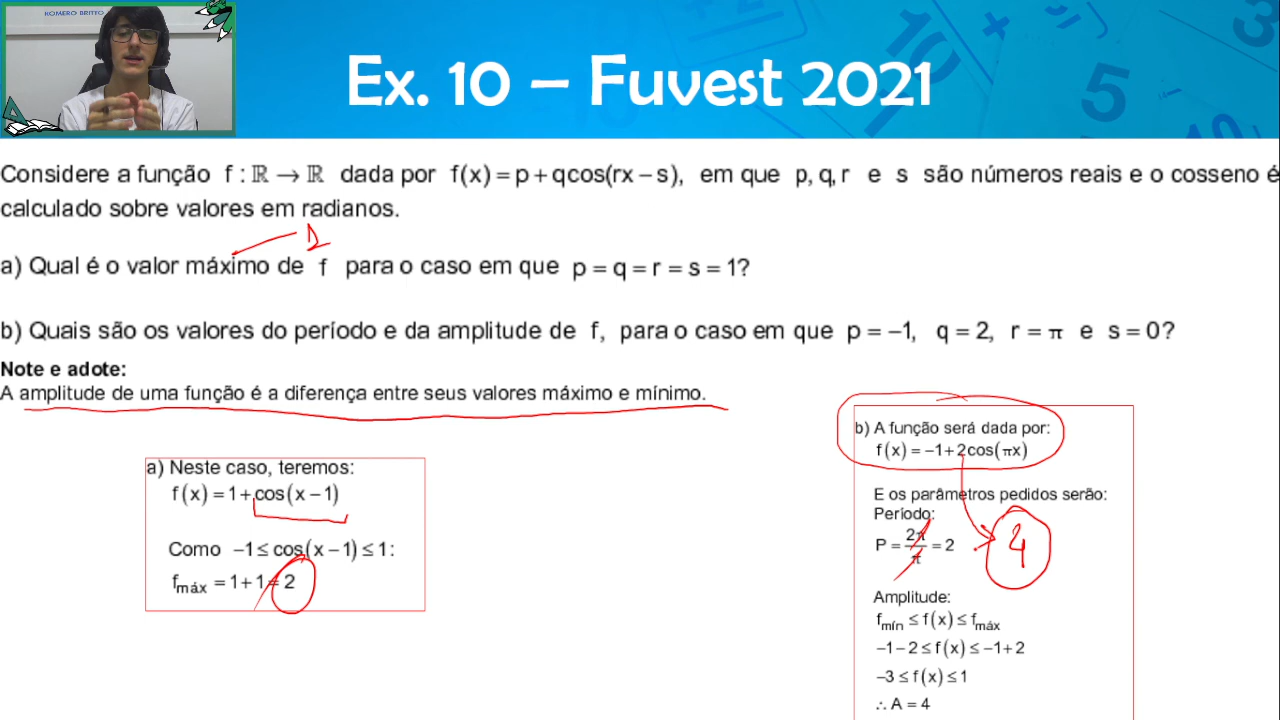 ROMERO BRITTO
Ex. 10 – Fuvest 2021
Considere a função f : ℝ → ℝ dada por f(x) = p + q cos(rx – s), em que p, q, r e s são números reais e o cosseno é
calculado sobre valores em radianos.
1
a) Qual é o valor máximo de f para o caso em que p = q = r = s = 1?
b) Quais são os valores do período e da amplitude de f, para o caso em que p = –1, q = 2, r = π e s = 0?
Note e adote:
A amplitude de uma função é a diferença entre seus valores máximo e mínimo.
a) Neste caso, teremos:
f(x) = 1 + cos(x – 1)
Como –1 ≤ cos(x – 1) ≤ 1:
fmáx = 1 + 1 = 2
b) A função será dada por:
f(x) = –1 + 2cos(πx)
E os parâmetros pedidos serão:
Período:
P = 2π/π = 2
4
Amplitude:
fmín ≤ f(x) ≤ fmáx
–1 – 2 ≤ f(x) ≤ –1 + 2
–3 ≤ f(x) ≤ 1
∴ A = 4